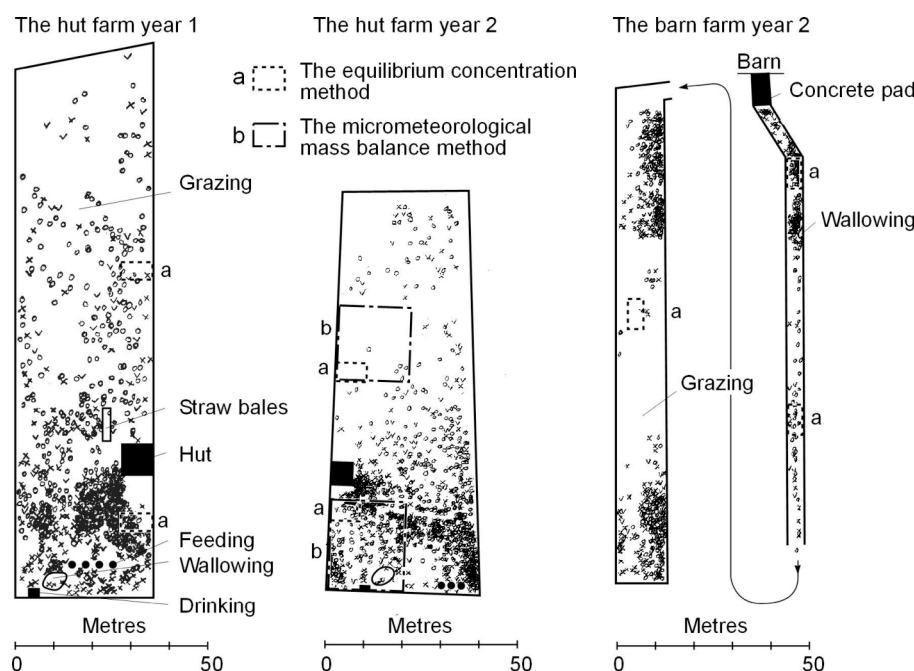 The hut farm year 1
The hut farm year 2
The barn farm year 2
a
The equilibrium concentration
method
b
The micrometeorological
mass balance method
Barn
Concrete pad
a
Wallowing
Grazing
a
b
a
a
Grazing
a
Straw bales
Hut
a
Feeding
Wallowing
Drinking
a
b
Metres
0
50
Metres
0
50
Metres
0
50